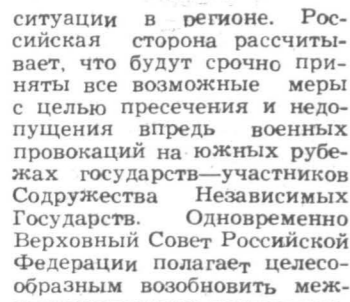 ситуации в регионе. Рос-
сийская сторона рассчиты-
вает, что будут срочно при-
няты все возможные меры
с целью пресечения и недо-
пущения впредь военных
провокаций на южных рубе-
жах государств—участников
Содружества Независимых
Государств. Одновременно
Верховный Совет Российской
Федерации полагает целесо-
образным возобновить меж-